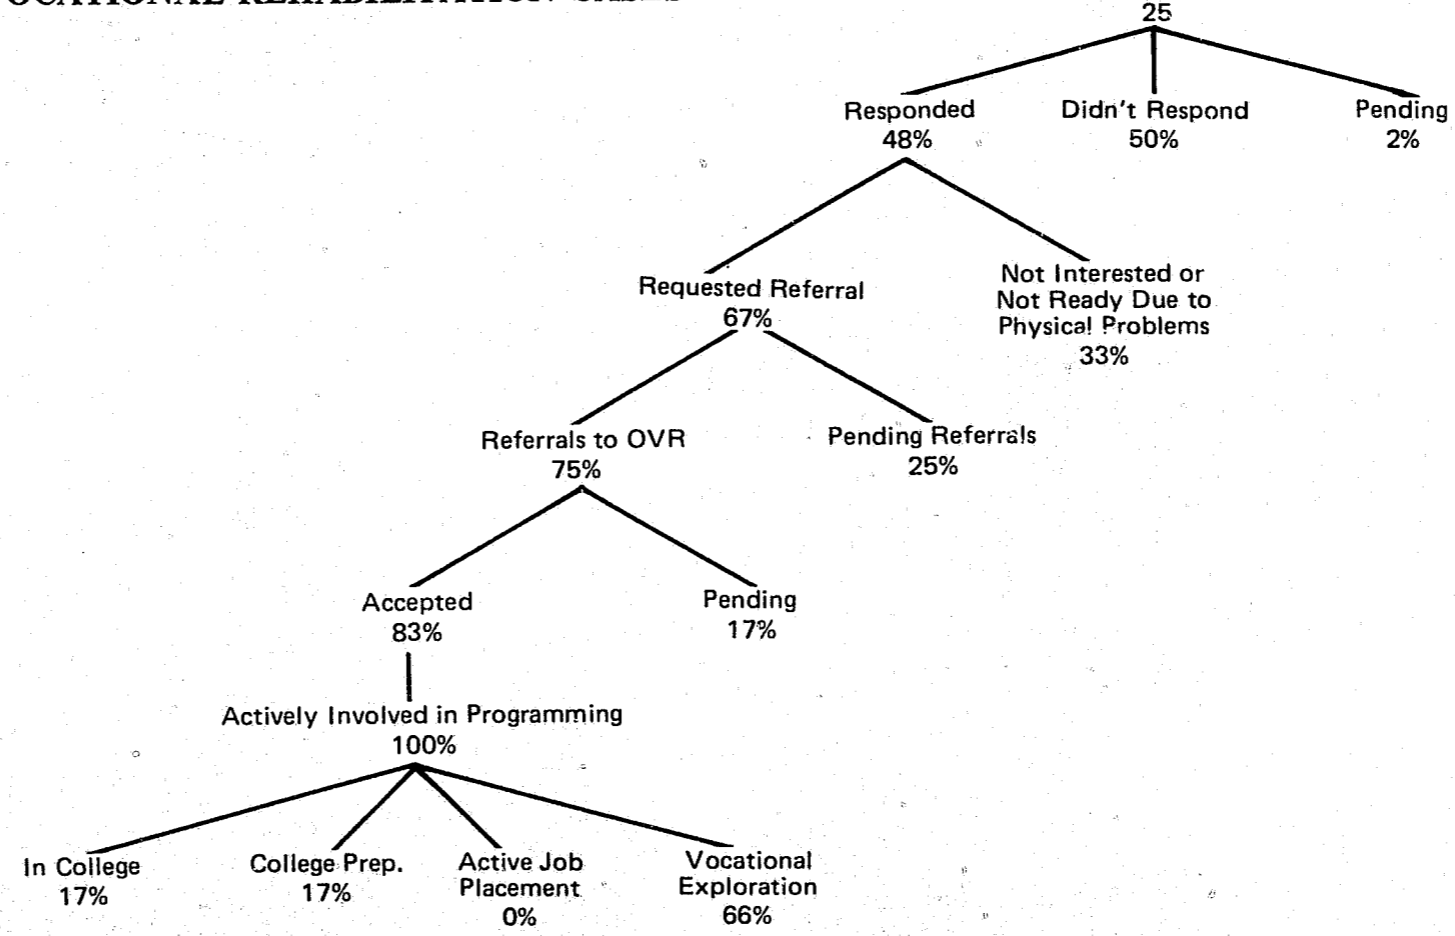 25
Responded
48%
Didn't Respond
50%
Pending
2%
Requested Referral
67%
Not Interested or
Not Ready Due to
Physical Problems
33%
Referrals to OVR
75%
Pending Referrals
25%
Accepted
83%
Pending
17%
Actively Involved in Programming
100%
In College
17%
College Prep.
17%
Active Job
Placement
0%
Vocational
Exploration
66%